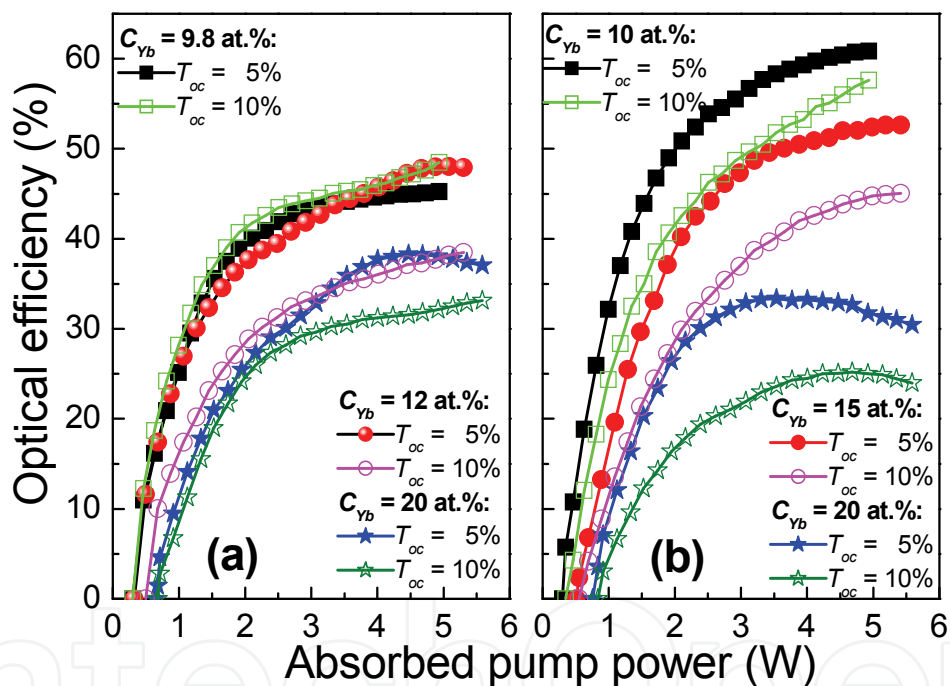 Optical efficiency (%)
60
50
40
30
20
10
0
C_Yb = 9.8 at.%:
T_oc = 5%
T_oc = 10%
C_Yb = 12 at.%:
T_oc = 5%
T_oc = 10%
C_Yb = 20 at.%:
T_oc = 5%
T_oc = 10%
(a)
0 1 2 3 4 5 6
C_Yb = 10 at.%:
T_oc = 5%
T_oc = 10%
C_Yb = 15 at.%:
T_oc = 5%
T_oc = 10%
C_Yb = 20 at.%:
T_oc = 5%
T_oc = 10%
(b)
1 2 3 4 5 6
Absorbed pump power (W)